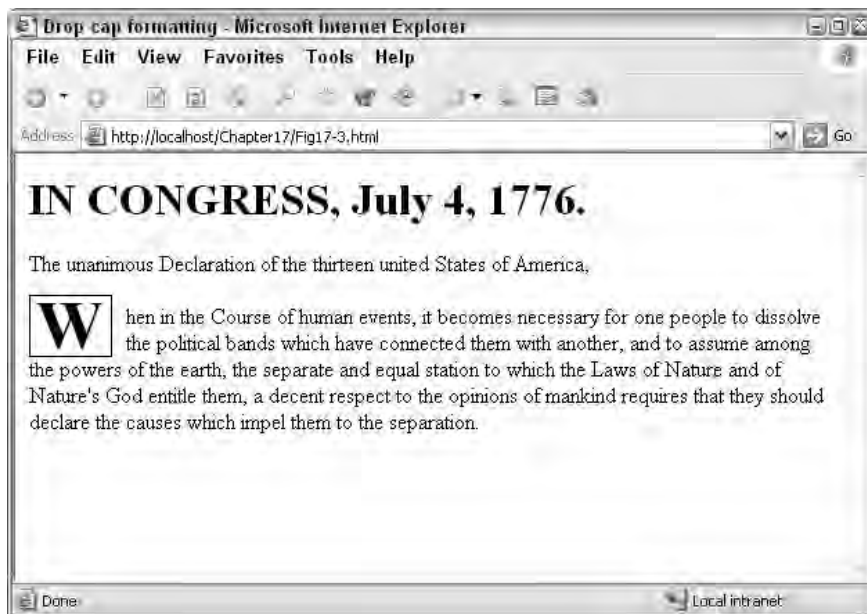 Drop cap formatting - Microsoft Internet Explorer
File Edit View Favorites Tools Help
Address http://localhost/Chapter17/Fig17-3.html Go
IN CONGRESS, July 4, 1776.
The unanimous Declaration of the thirteen united States of America,
When in the Course of human events, it becomes necessary for one people to dissolve
the political bands which have connected them with another, and to assume among
the powers of the earth, the separate and equal station to which the Laws of Nature and of
Nature's God entitle them, a decent respect to the opinions of mankind requires that they should
declare the causes which impel them to the separation.
Done Local intranet